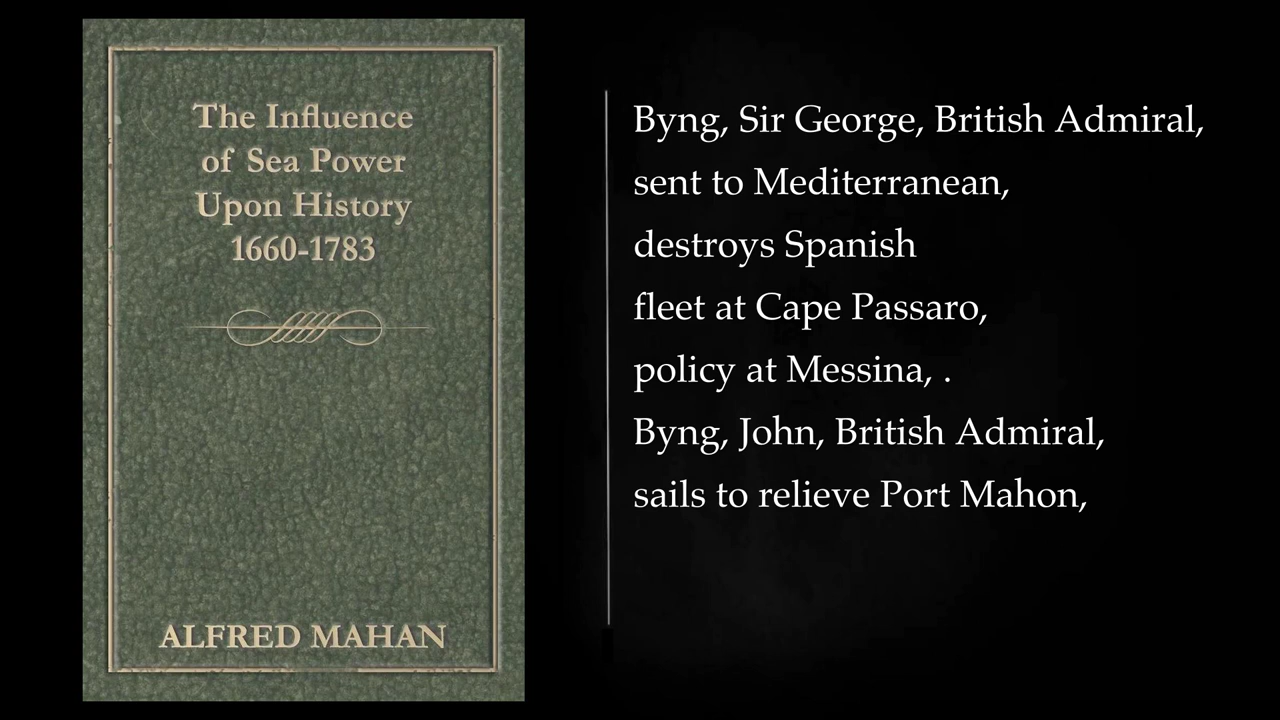 The Influence
of Sea Power
Upon History
1660-1783
ALFRED MAHAN
Byng, Sir George, British Admiral,
sent to Mediterranean,
destroys Spanish
fleet at Cape Passaro,
policy at Messina, .
Byng, John, British Admiral,
sails to relieve Port Mahon,